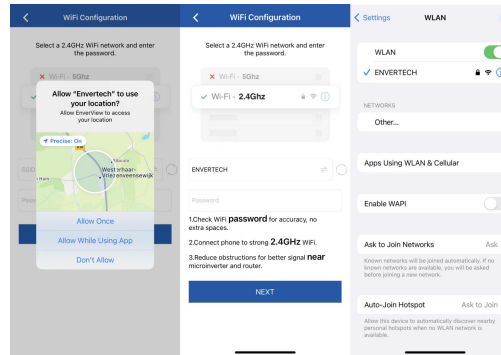 WiFi Configuration
Select a 2.4GHz WiFi network and enter
the password.
Wi-Fi - 5Ghz
Allow "Envertech" to use
your location?
Allow EnverView to access
your location
Precise: On
Westerhaar-
Vriezenveensewijk
SSID
Allow Once
Allow While Using App
Don't Allow
WiFi Configuration
Select a 2.4GHz WiFi network and enter
the password.
Wi-Fi - 5Ghz
Wi-Fi - 2.4Ghz
ENVERTECH
Password
1.Check WiFi password for accuracy, no
extra spaces.
2.Connect phone to strong 2.4GHz WiFi.
3.Reduce obstructions for better signal near
microinverter and router.
NEXT
Settings WLAN
WLAN
ENVERTECH
NETWORKS
Other...
Apps Using WLAN & Cellular
Enable WAPI
Ask to Join Networks Ask
Known networks will be joined automatically. If no
known networks are available, you will be asked
before joining a new network.
Auto-Join Hotspot Ask to Join
Allow this device to automatically discover nearby
personal hotspots when no WLAN network is
available.